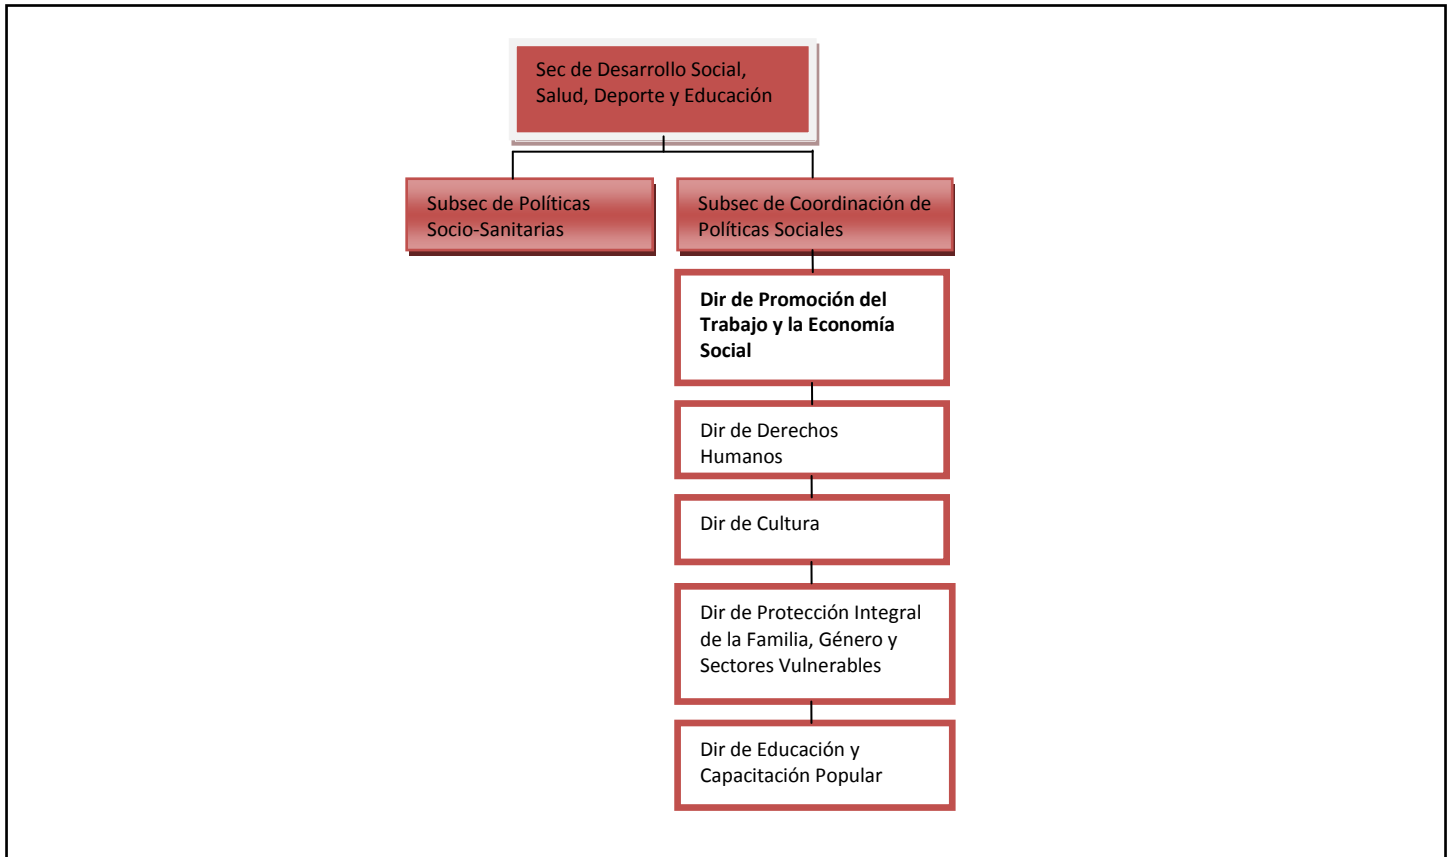 Sec de Desarrollo Social,
Salud, Deporte y Educación
Subsec de Políticas
Socio-Sanitarias
Subsec de Coordinación de
Políticas Sociales
Dir de Promoción del
Trabajo y la Economía
Social
Dir de Derechos
Humanos
Dir de Cultura
Dir de Protección Integral
de la Familia, Género y
Sectores Vulnerables
Dir de Educación y
Capacitación Popular